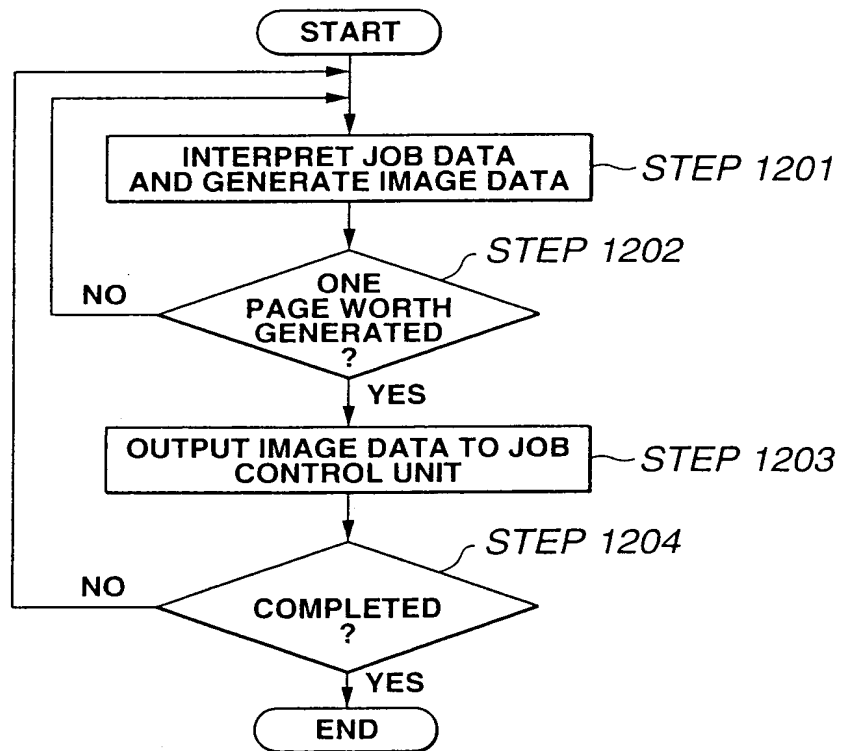 START
INTERPRET JOB DATA
AND GENERATE IMAGE DATA
STEP 1201
STEP 1202
ONE
PAGE WORTH
GENERATED
?
NO
YES
OUTPUT IMAGE DATA TO JOB
CONTROL UNIT
STEP 1203
STEP 1204
NO
COMPLETED
?
YES
END